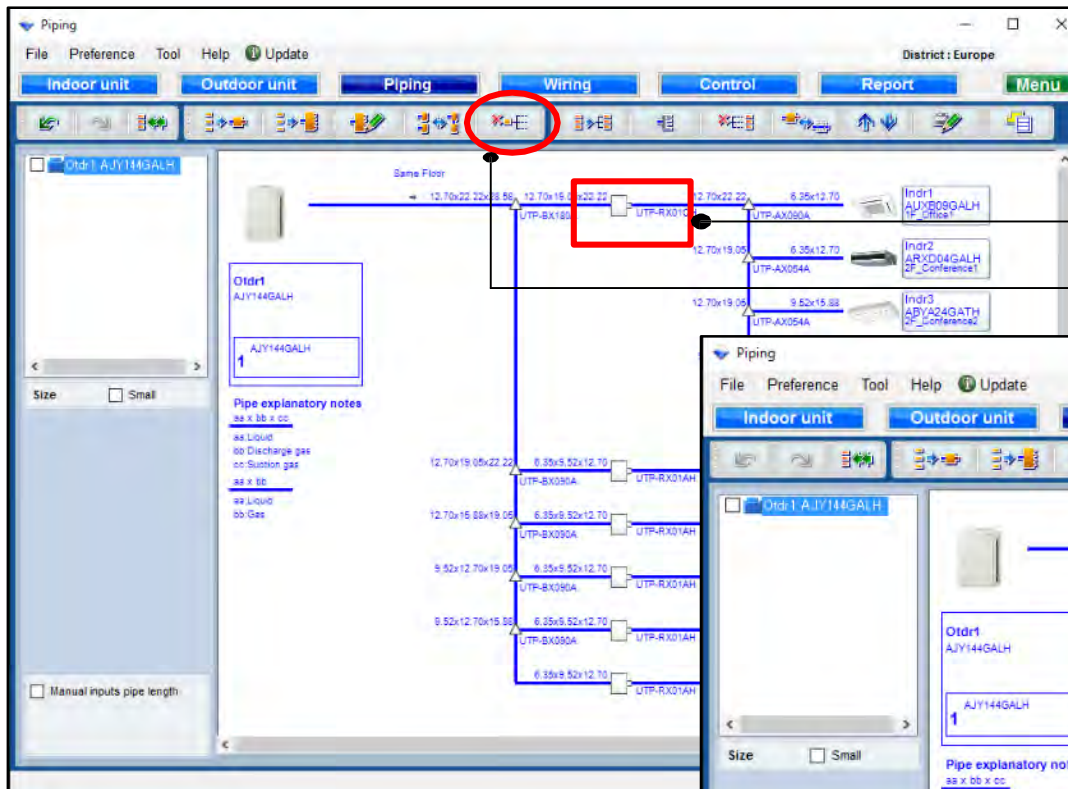 Piping
File Preference Tool Help Update
District : Europe
Indoor unit Outdoor unit Piping Wiring Control Report Menu
Otdr1 AJY144GALH
Same Floor
12.70x22.22x28.58 12.70x19.05x22.22 12.70x22.22 6.35x12.70
UTP-BX180A UTP-RX01CH UTP-AX090A
Indr1
AUXB09GALH
1F_Office1
12.70x19.05 6.35x12.70
UTP-AX054A
Indr2
ARXD04GALH
2F_Conference1
12.70x19.05 9.52x15.88
UTP-AX054A
Indr3
ABYA24GATH
2F_Conference2
Otdr1
AJY144GALH
AJY144GALH
1
Size Small
Pipe explanatory notes
aa x bb x cc
aa:Liquid
bb:Discharge gas
cc:Suction gas
aa x bb
aa:Liquid
bb:Gas
12.70x19.05x22.22 6.35x9.52x12.70
UTP-BX090A UTP-RX01AH
12.70x15.88x19.05 6.35x9.52x12.70
UTP-BX090A UTP-RX01AH
9.52x12.70x19.05 6.35x9.52x12.70
UTP-BX090A UTP-RX01AH
9.52x12.70x15.88 6.35x9.52x12.70
UTP-BX090A UTP-RX01AH
6.35x9.52x12.70
UTP-RX01AH
Manual inputs pipe length
Piping
File Preference Tool Help Update
Indoor unit Outdoor unit
Otdr1 AJY144GALH
Otdr1
AJY144GALH
AJY144GALH
1
Size Small
Pipe explanatory not
aa x bb x cc